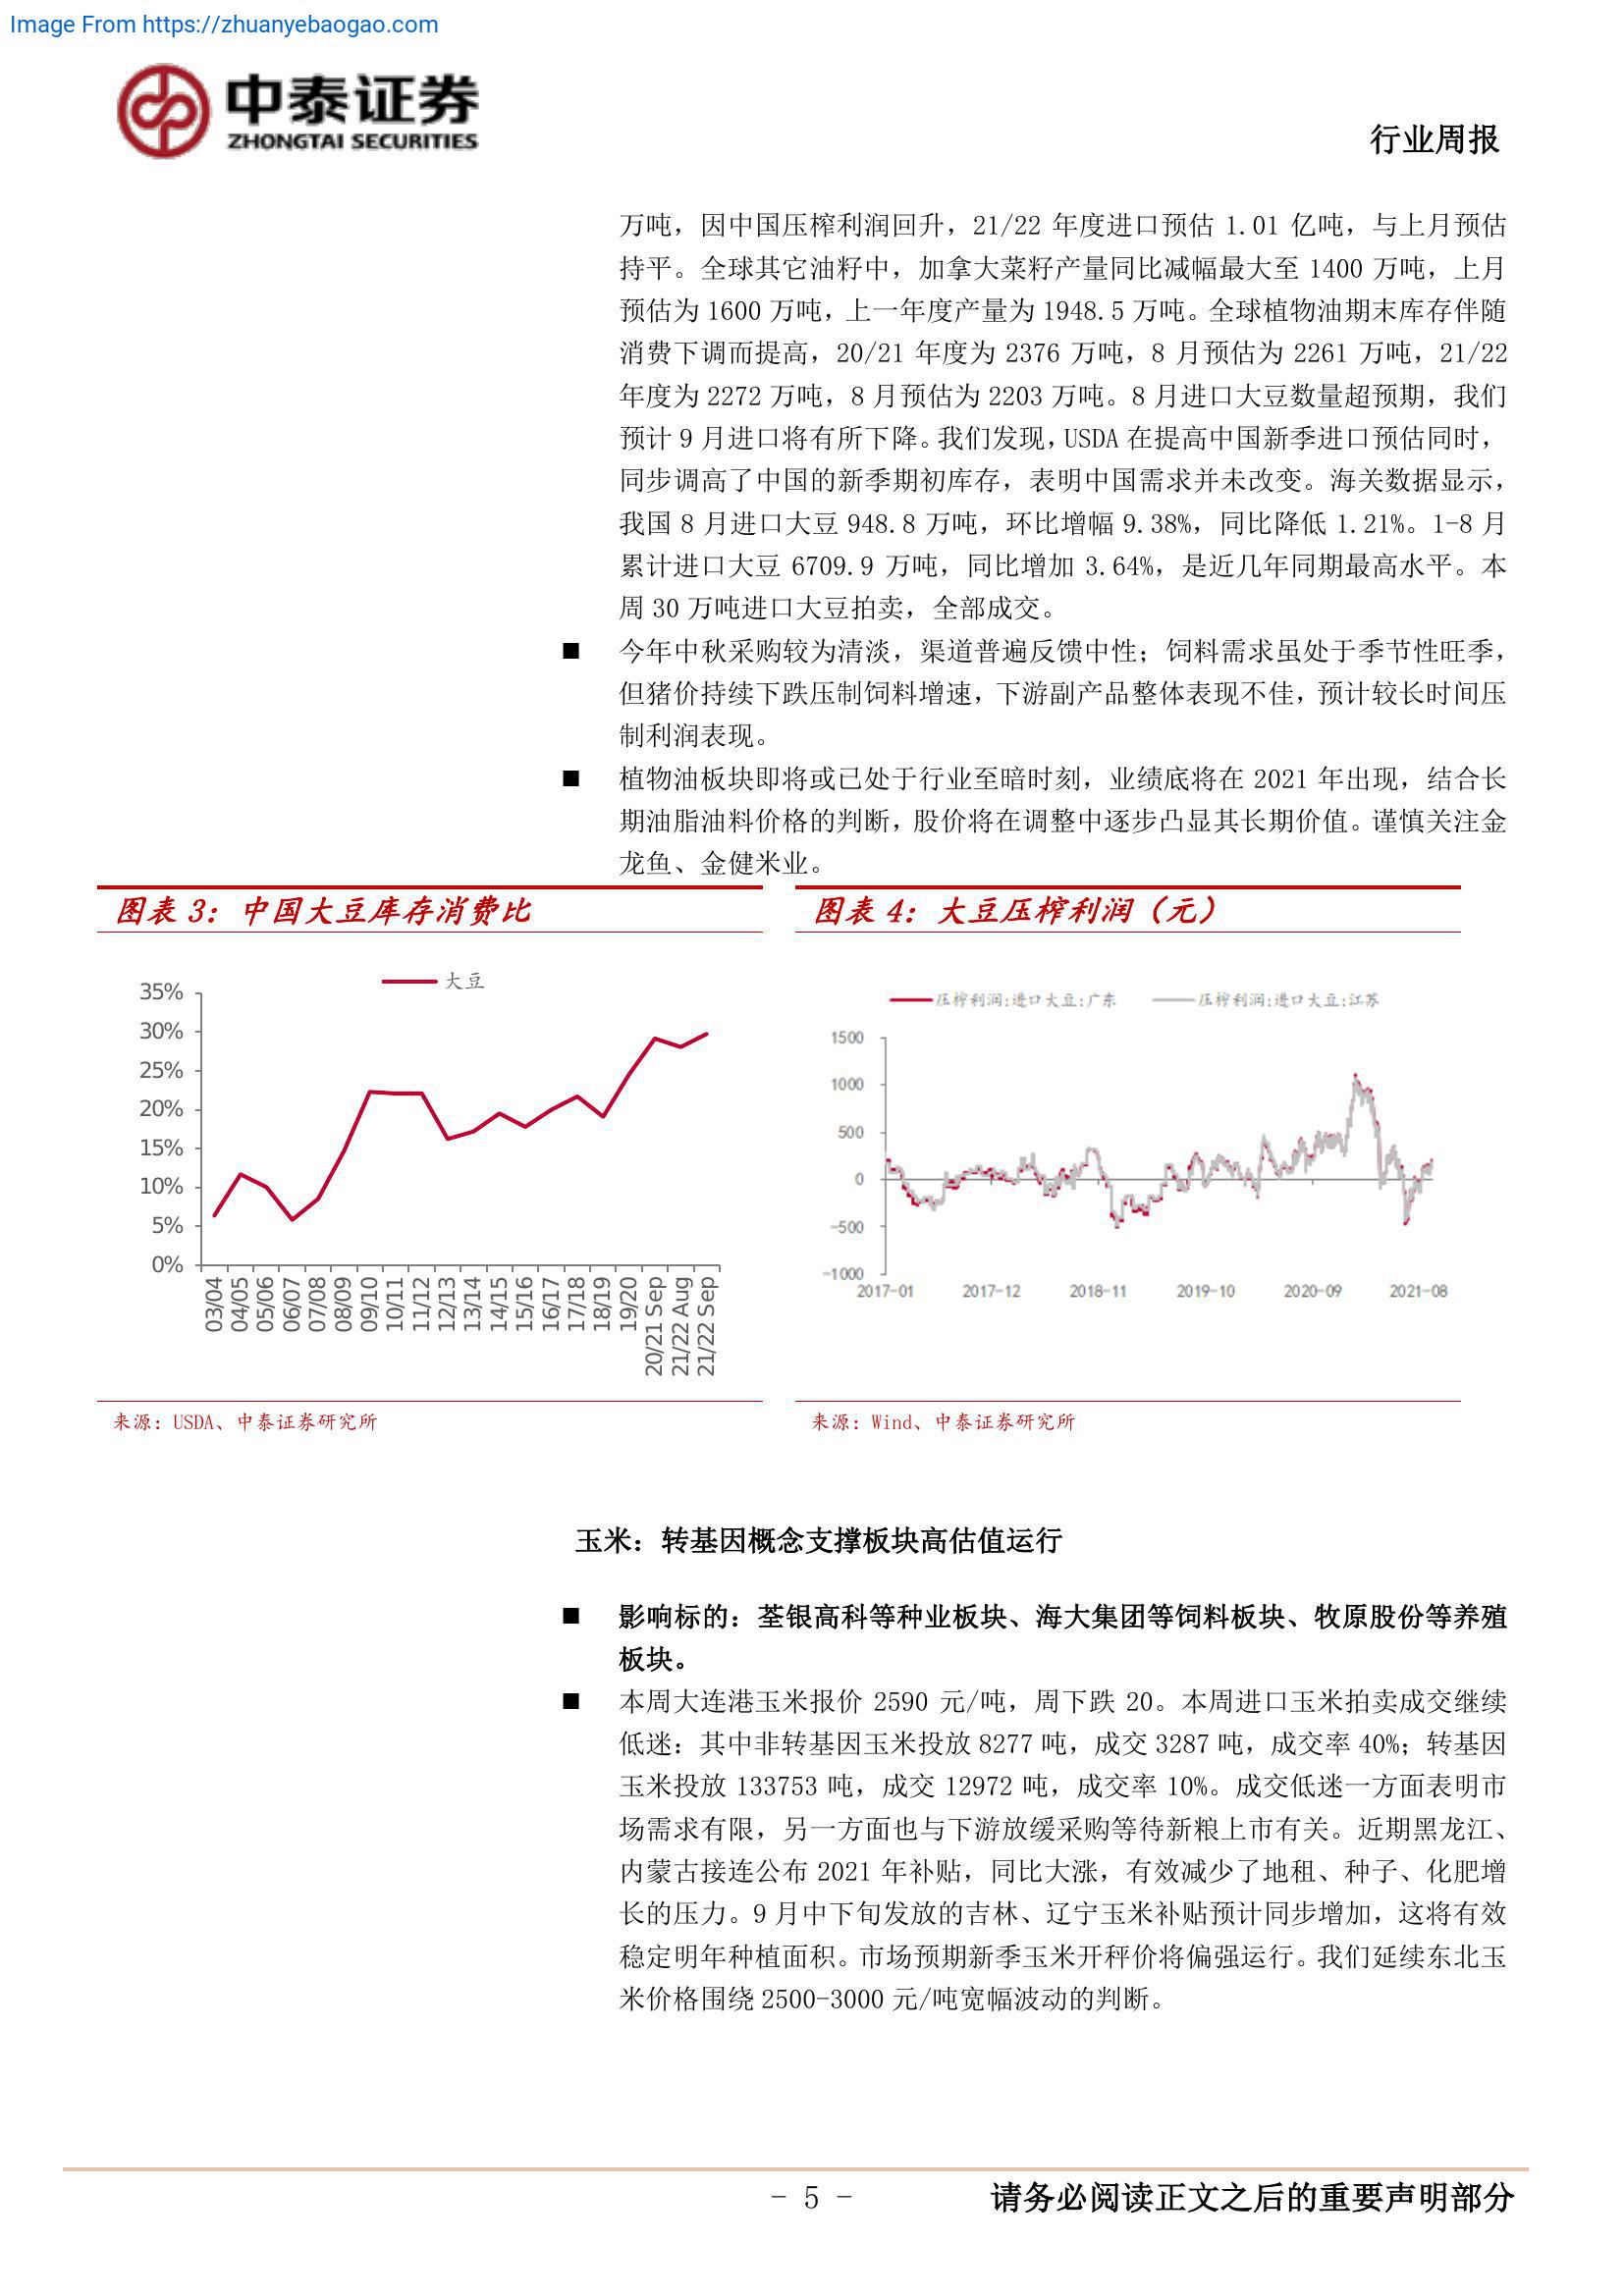 Image From https://zhuanyebaogao.com
中泰证券
ZHONGTAI SECURITIES
行业周报
万吨，因中国压榨利润回升，21/22 年度进口预估 1.01 亿吨，与上月预估
持平。全球其它油籽中，加拿大菜籽产量同比减幅最大至 1400 万吨，上月
预估为 1600 万吨，上一年度产量为 1948.5 万吨。全球植物油期末库存伴随
消费下调而提高，20/21 年度为 2376 万吨，8 月预估为 2261 万吨，21/22
年度为 2272 万吨，8 月预估为 2203 万吨。8 月进口大豆数量超预期，我们
预计 9 月进口将有所下降。我们发现，USDA 在提高中国新季进口预估同时，
同步调高了中国的新季期初库存，表明中国需求并未改变。海关数据显示，
我国 8 月进口大豆 948.8 万吨，环比增幅 9.38%，同比降低 1.21%。1-8 月
累计进口大豆 6709.9 万吨，同比增加 3.64%，是近几年同期最高水平。本
周 30 万吨进口大豆拍卖，全部成交。
■ 今年中秋采购较为清淡，渠道普遍反馈中性；饲料需求虽处于季节性旺季，
但猪价持续下跌压制饲料增速，下游副产品整体表现不佳，预计较长时间压
制利润表现。
■ 植物油板块即将或已处于行业至暗时刻，业绩底将在 2021 年出现，结合长
期油脂油料价格的判断，股价将在调整中逐步凸显其长期价值。谨慎关注金
龙鱼、金健米业。
图表 3：中国大豆库存消费比
大豆
35%
30%
25%
20%
15%
10%
5%
0%
03/04
04/05
05/06
06/07
07/08
08/09
09/10
10/11
11/12
12/13
13/14
14/15
15/16
16/17
17/18
18/19
19/20
20/21 Sep
21/22 Aug
21/22 Sep
来源：USDA、中泰证券研究所
图表 4：大豆压榨利润（元）
压榨利润:进口大豆:广东
压榨利润:进口大豆:江苏
1500
1000
500
0
-500
-1000
2017-01
2017-12
2018-11
2019-10
2020-09
2021-08
来源：Wind、中泰证券研究所
玉米：转基因概念支撑板块高估值运行
■ 影响标的：荃银高科等种业板块、海大集团等饲料板块、牧原股份等养殖
板块。
■ 本周大连港玉米报价 2590 元/吨，周下跌 20。本周进口玉米拍卖成交继续
低迷：其中非转基因玉米投放 8277 吨，成交 3287 吨，成交率 40%；转基因
玉米投放 133753 吨，成交 12972 吨，成交率 10%。成交低迷一方面表明市
场需求有限，另一方面也与下游放缓采购等待新粮上市有关。近期黑龙江、
内蒙古接连公布 2021 年补贴，同比大涨，有效减少了地租、种子、化肥增
长的压力。9 月中下旬发放的吉林、辽宁玉米补贴预计同步增加，这将有效
稳定明年种植面积。市场预期新季玉米开秤价将偏强运行。我们延续东北玉
米价格围绕 2500-3000 元/吨宽幅波动的判断。
- 5 -
请务必阅读正文之后的重要声明部分